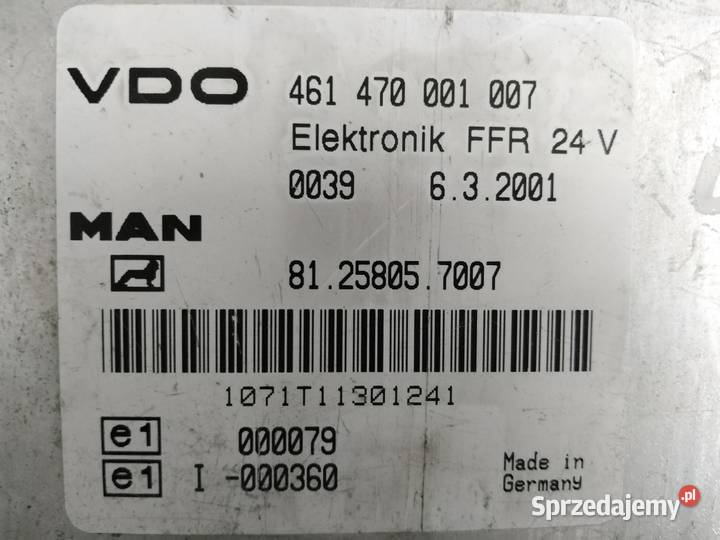 VDO 461 470 001 007
Elektronik FFR 24 V
0039 6.3.2001
MAN
81.25805.7007
1071T11301241
e1 000079
e1 I -000360
Made in
Germany
Sprzedajemy.pl